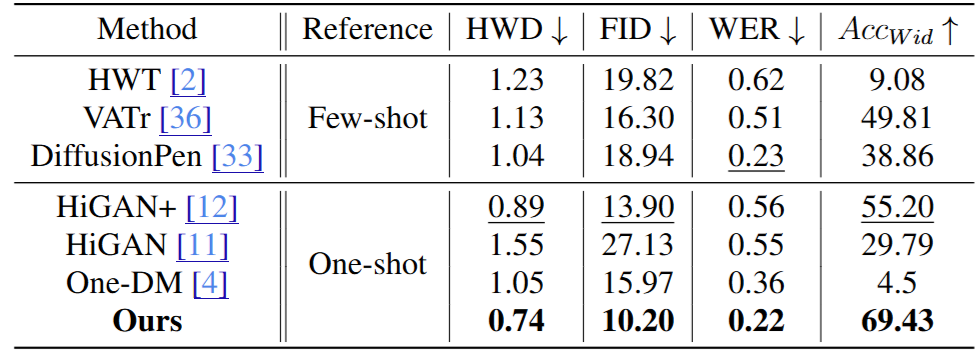 Method Reference HWD ↓ FID ↓ WER ↓ Acc_Wid ↑
HWT [2] 1.23 19.82 0.62 9.08
VATr [36] Few-shot 1.13 16.30 0.51 49.81
DiffusionPen [33] 1.04 18.94 0.23 38.86
HiGAN+ [12] 0.89 13.90 0.56 55.20
HiGAN [11] 1.55 27.13 0.55 29.79
One-shot
One-DM [4] 1.05 15.97 0.36 4.5
Ours 0.74 10.20 0.22 69.43